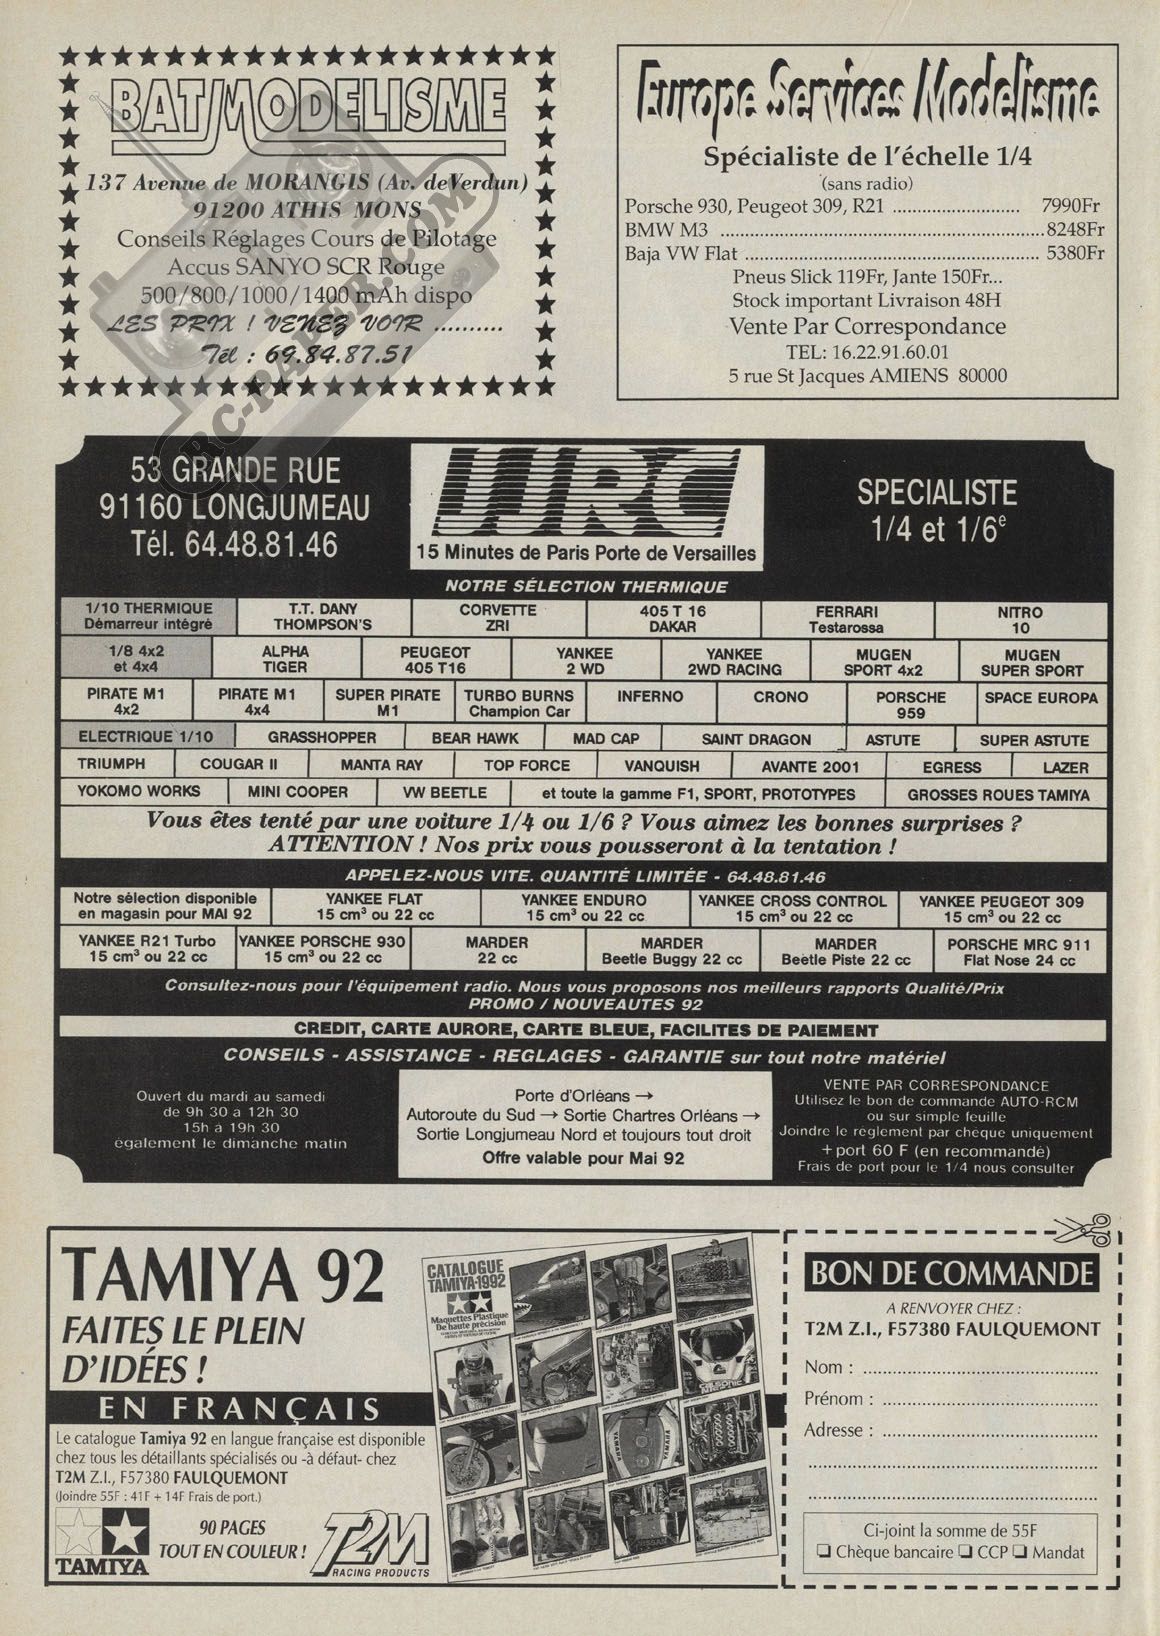 BATMODELISME
137 Avenue de MORANGIS (Av. deVerdun)
91200 ATHIS MONS
Conseils Réglages Cours de Pilotage
Accus SANYO SCR Rouge
500/800/1000/1400 mAh dispo
LES PRIX ! VENEZ VOIR ..........
Tél : 69.84.87.51
RC-PAPER.COM
Europe Services Modelisme
Spécialiste de l'échelle 1/4
(sans radio)
Porsche 930, Peugeot 309, R21 .................... 7990Fr
BMW M3 .................................................... 8248Fr
Baja VW Flat ................................................ 5380Fr
Pneus Slick 119Fr, Jante 150Fr...
Stock important Livraison 48H
Vente Par Correspondance
TEL: 16.22.91.60.01
5 rue St Jacques AMIENS 80000
53 GRANDE RUE
91160 LONGJUMEAU
Tél. 64.48.81.46
JJRC
15 Minutes de Paris Porte de Versailles
SPECIALISTE
1/4 et 1/6e
NOTRE SÉLECTION THERMIQUE
1/10 THERMIQUE Démarreur intégré | T.T. DANY THOMPSON'S | CORVETTE ZRI | 405 T 16 DAKAR | FERRARI Testarossa | NITRO 10
1/8 4x2 et 4x4 | ALPHA TIGER | PEUGEOT 405 T16 | YANKEE 2 WD | YANKEE 2WD RACING | MUGEN SPORT 4x2 | MUGEN SUPER SPORT
PIRATE M1 4x2 | PIRATE M1 4x4 | SUPER PIRATE M1 | TURBO BURNS Champion Car | INFERNO | CRONO | PORSCHE 959 | SPACE EUROPA
ELECTRIQUE 1/10 | GRASSHOPPER | BEAR HAWK | MAD CAP | SAINT DRAGON | ASTUTE | SUPER ASTUTE
TRIUMPH | COUGAR II | MANTA RAY | TOP FORCE | VANQUISH | AVANTE 2001 | EGRESS | LAZER
YOKOMO WORKS | MINI COOPER | VW BEETLE | et toute la gamme F1, SPORT, PROTOTYPES | GROSSES ROUES TAMIYA
Vous êtes tenté par une voiture 1/4 ou 1/6 ? Vous aimez les bonnes surprises ?
ATTENTION ! Nos prix vous pousseront à la tentation !
APPELEZ-NOUS VITE. QUANTITÉ LIMITÉE - 64.48.81.46
Notre sélection disponible en magasin pour MAI 92 | YANKEE FLAT 15 cm³ ou 22 cc | YANKEE ENDURO 15 cm³ ou 22 cc | YANKEE CROSS CONTROL 15 cm³ ou 22 cc | YANKEE PEUGEOT 309 15 cm³ ou 22 cc
YANKEE R21 Turbo 15 cm³ ou 22 cc | YANKEE PORSCHE 930 15 cm³ ou 22 cc | MARDER 22 cc | MARDER Beetle Buggy 22 cc | MARDER Beetle Piste 22 cc | PORSCHE MRC 911 Flat Nose 24 cc
Consultez-nous pour l'équipement radio. Nous vous proposons nos meilleurs rapports Qualité/Prix
PROMO / NOUVEAUTES 92
CREDIT, CARTE AURORE, CARTE BLEUE, FACILITES DE PAIEMENT
CONSEILS - ASSISTANCE - REGLAGES - GARANTIE sur tout notre matériel
Ouvert du mardi au samedi
de 9h 30 à 12h 30
15h à 19h 30
également le dimanche matin
Porte d'Orléans →
Autoroute du Sud → Sortie Chartres Orléans →
Sortie Longjumeau Nord et toujours tout droit
Offre valable pour Mai 92
VENTE PAR CORRESPONDANCE
Utilisez le bon de commande AUTO-RCM
ou sur simple feuille
Joindre le réglement par chèque uniquement
+ port 60 F (en recommandé)
Frais de port pour le 1/4 nous consulter
TAMIYA 92
FAITES LE PLEIN
D'IDÉES !
EN FRANÇAIS
Le catalogue Tamiya 92 en langue française est disponible
chez tous les détaillants spécialisés ou -à défaut- chez
T2M Z.I., F57380 FAULQUEMONT
(Joindre 55F : 41F + 14F Frais de port.)
TAMIYA
90 PAGES
TOUT EN COULEUR !
T2M
RACING PRODUCTS
CATALOGUE
TAMIYA·1992
Maquettes Plastique
De haute précision
YAMAHA
YAMAHA
NISSAN
BON DE COMMANDE
A RENVOYER CHEZ :
T2M Z.I., F57380 FAULQUEMONT
Nom : ....................................
Prénom : ................................
Adresse : ................................
Ci-joint la somme de 55F
❑ Chèque bancaire ❑ CCP ❑ Mandat